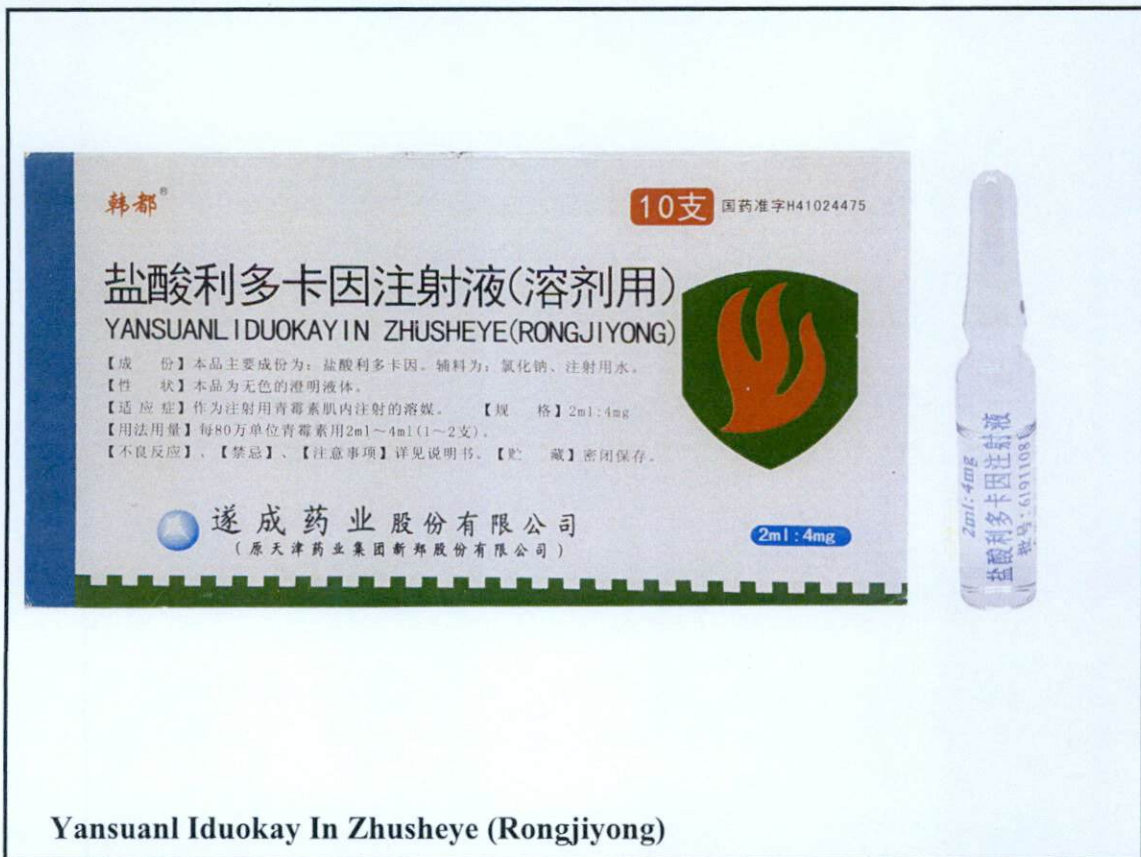 韩都®
10支 国药准字H41024475
盐酸利多卡因注射液(溶剂用)
YANSUANLIDUOKAYIN ZHUSHEYE(RONGJIYONG)
【成 份】本品主要成份为：盐酸利多卡因。辅料为：氯化钠、注射用水。
【性 状】本品为无色的澄明液体。
【适应症】作为注射用青霉素肌内注射的溶媒。 【规 格】2ml:4mg
【用法用量】每80万单位青霉素用2ml～4ml(1～2支)。
【不良反应】、【禁忌】、【注意事项】详见说明书。【贮 藏】密闭保存。
遂成药业股份有限公司
(原天津药业集团新郑股份有限公司)
2ml:4mg
2ml:4mg
盐酸利多卡因注射液
批号:61911081
Yansuanl Iduokay In Zhusheye (Rongjiyong)